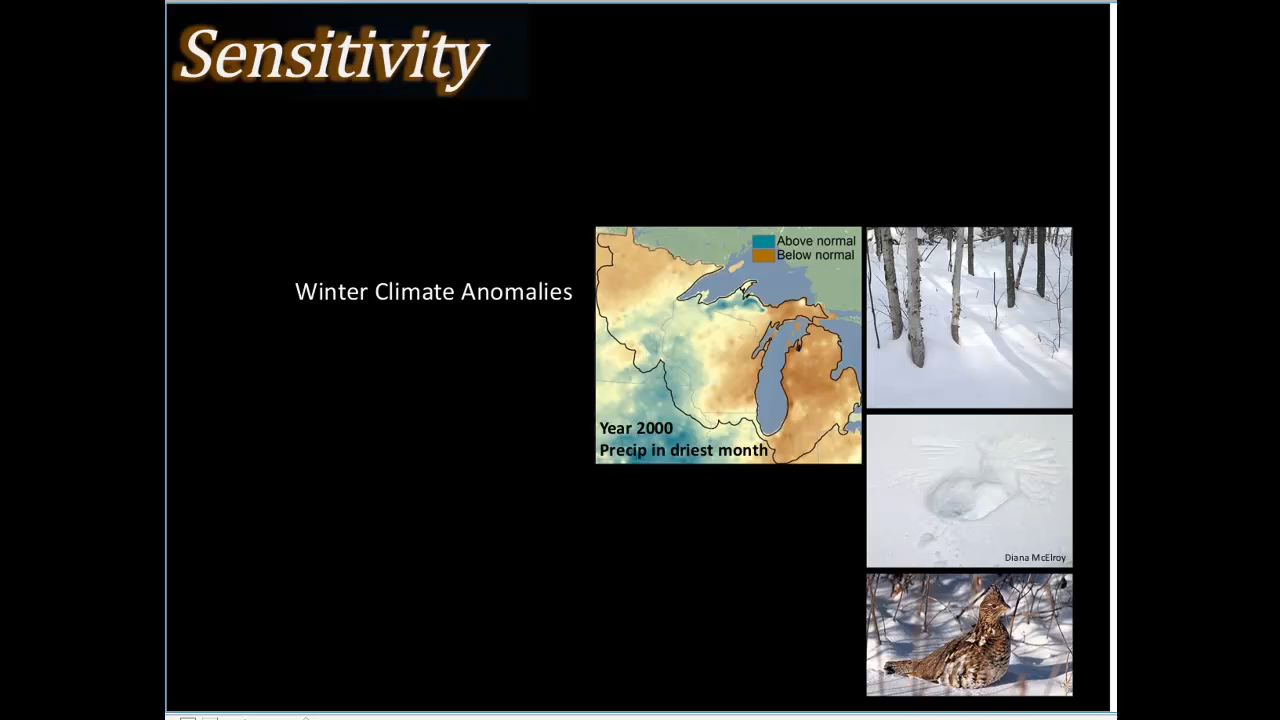 Sensitivity
Winter Climate Anomalies
Above normal
Below normal
Year 2000
Precip in driest month
Diana McElroy